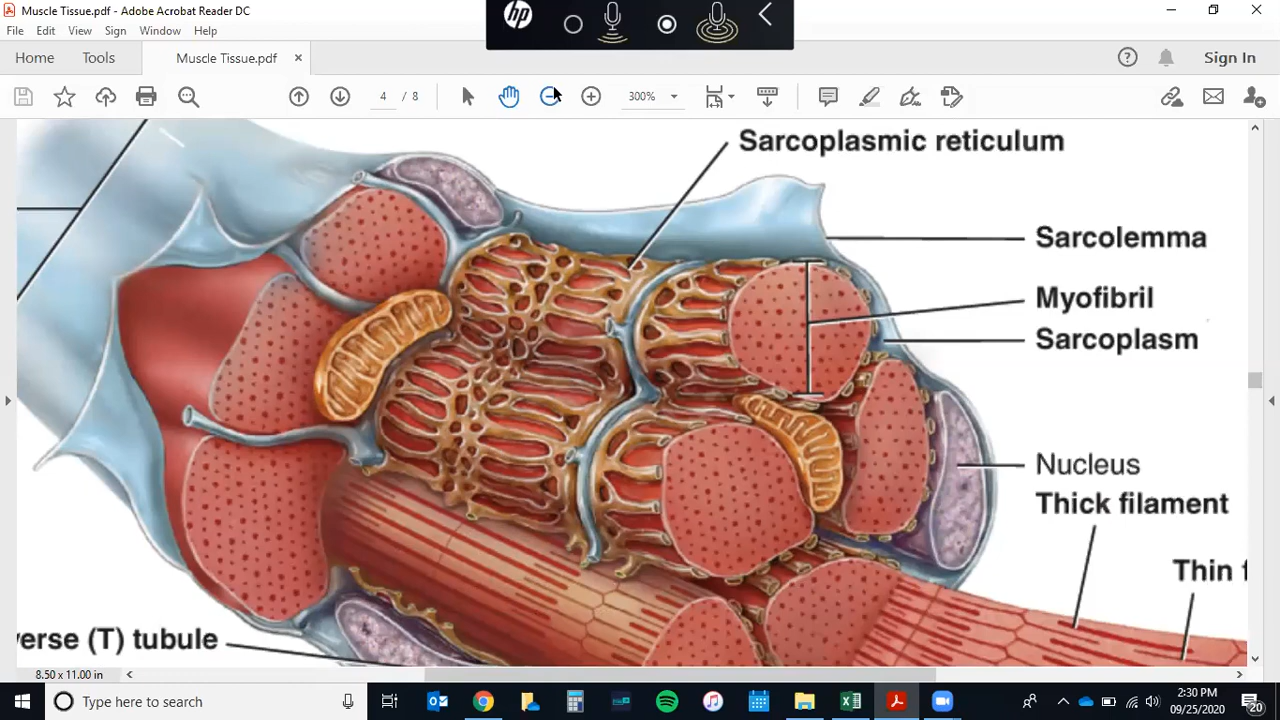 Muscle Tissue.pdf - Adobe Acrobat Reader DC
hp
File Edit View Sign Window Help
Home Tools Muscle Tissue.pdf × Sign In
4 / 8 300%
Sarcoplasmic reticulum
Sarcolemma
Myofibril
Sarcoplasm
Nucleus
Thick filament
Thin f
verse (T) tubule
8.50 x 11.00 in
Type here to search
2:30 PM
09/25/2020
20